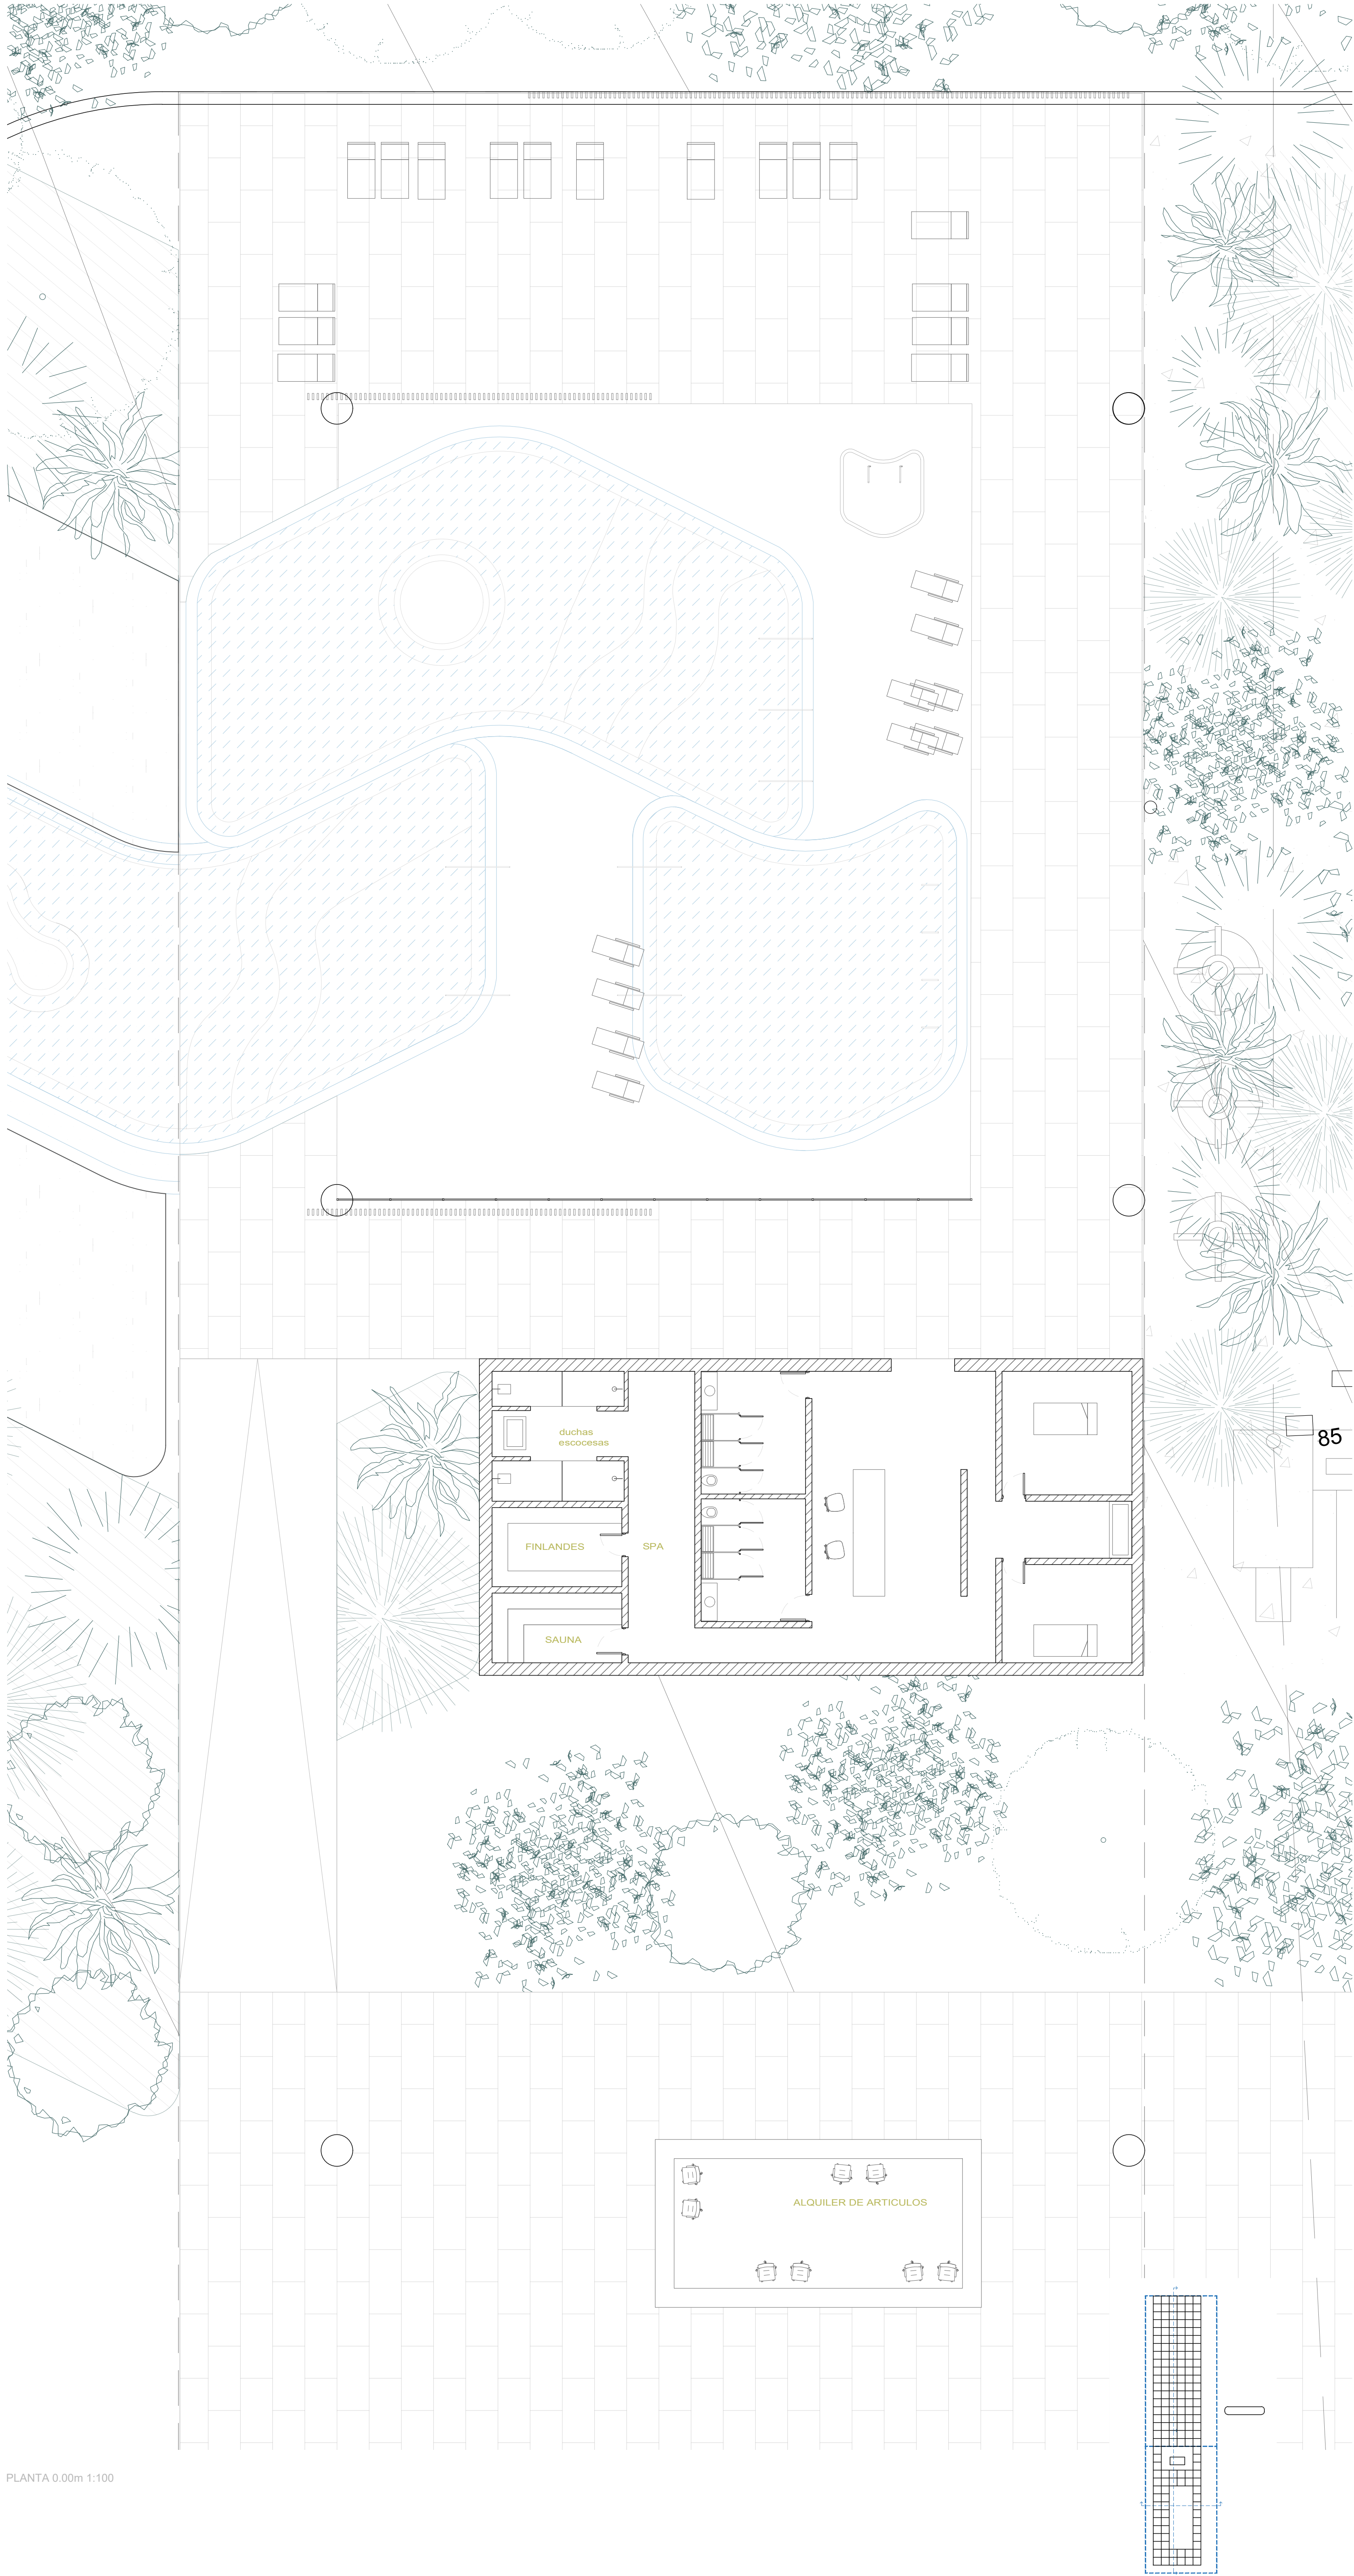 85
duchas
escocesas
FINLANDES
SPA
SAUNA
ALQUILER DE ARTICULOS
PLANTA 0.00m 1:100